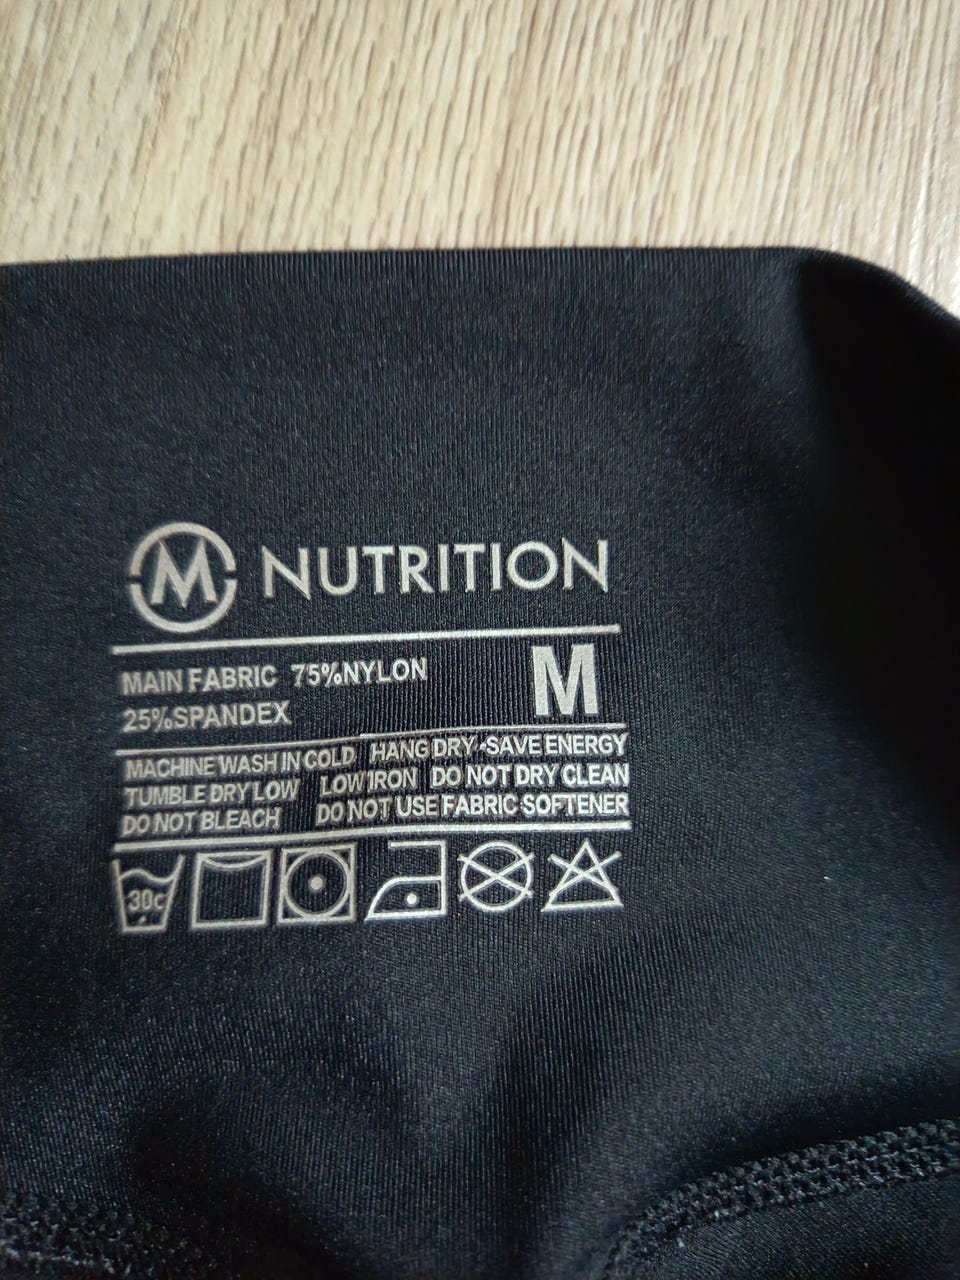 M NUTRITION
MAIN FABRIC 75%NYLON
25%SPANDEX
M
MACHINE WASH IN COLD HANG DRY-SAVE ENERGY
TUMBLE DRY LOW LOW IRON DO NOT DRY CLEAN
DO NOT BLEACH DO NOT USE FABRIC SOFTENER
30c